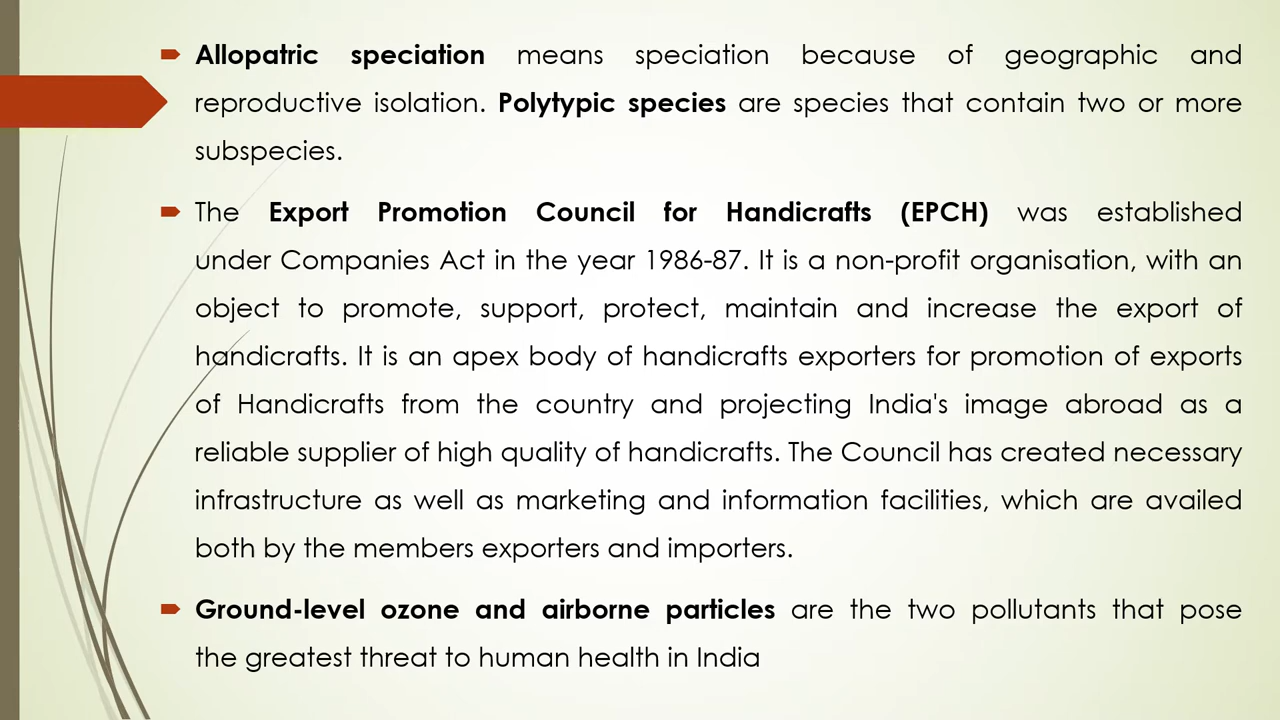 Allopatric speciation means speciation because of geographic and
reproductive isolation. Polytypic species are species that contain two or more
subspecies.
The Export Promotion Council for Handicrafts (EPCH) was established
under Companies Act in the year 1986-87. It is a non-profit organisation, with an
object to promote, support, protect, maintain and increase the export of
handicrafts. It is an apex body of handicrafts exporters for promotion of exports
of Handicrafts from the country and projecting India's image abroad as a
reliable supplier of high quality of handicrafts. The Council has created necessary
infrastructure as well as marketing and information facilities, which are availed
both by the members exporters and importers.
Ground-level ozone and airborne particles are the two pollutants that pose
the greatest threat to human health in India